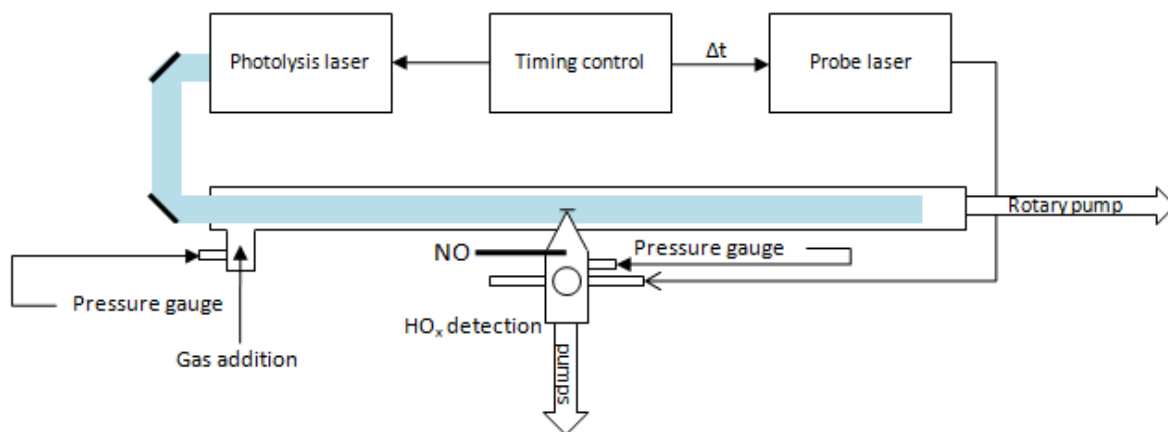 Photolysis laser
Timing control
Δt
Probe laser
Rotary pump
NO
Pressure gauge
Pressure gauge
HOₓ detection
Gas addition
pumps